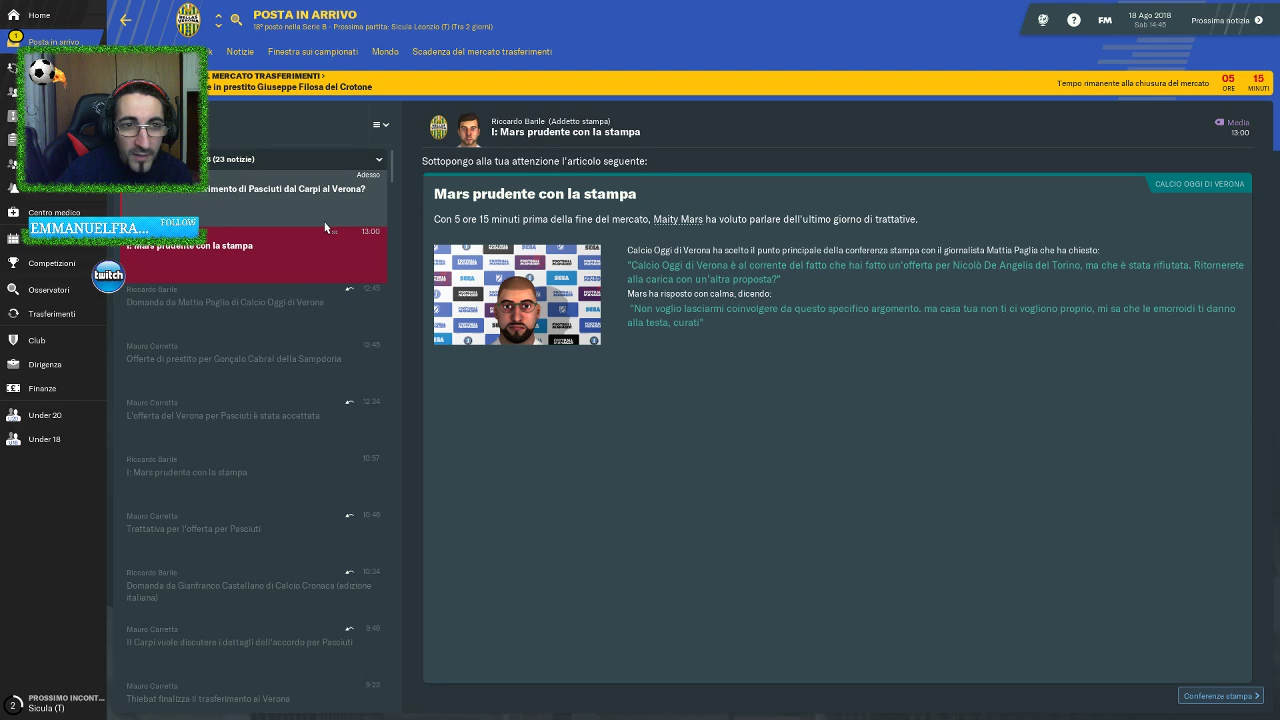 Home
POSTA IN ARRIVO
18° posto nella Serie B - Prossima partita: Sicula Leonzio (T) (Tra 2 giorni)
FM
18 Ago 2018
Sab 14:45
Prossima notizia
1
Posta in arrivo
Notizie
Finestra sui campionati
Mondo
Scadenza del mercato trasferimenti
MERCATO TRASFERIMENTI
in prestito Giuseppe Filosa del Crotone
Tempo rimanente alla chiusura del mercato
05
ORE
15
MINUTI
(23 notizie)
Adesso
di Pasciuti dal Carpi al Verona?
13:00
I: Mars prudente con la stampa
Riccardo Barile
12:45
Domanda da Mattia Paglia di Calcio Oggi di Verona
Mauro Carretta
Offerte di prestito per Gonçalo Cabral della Sampdoria
Mauro Carretta
12:34
L'offerta del Verona per Pasciuti è stata accettata
Riccardo Barile
10:57
I: Mars prudente con la stampa
Mauro Carretta
Trattativa per l'offerta per Pasciuti
Riccardo Barile
10:34
Domanda da Gianfranco Castellano di Calcio Cronaca (edizione
italiana)
Mauro Carretta
Il Carpi vuole discutere i dettagli dell'accordo per Pasciuti
Mauro Carretta
9:23
Thiebat finalizza il trasferimento al Verona
Centro medico
EMMANUELFRA...
FOLLOW
twitch
Competizioni
Osservatori
Trasferimenti
Club
Dirigenza
Finanze
Under 20
Under 18
2
PROSSIMO INCONT...
Sicula (T)
Riccardo Barile (Addetto stampa)
I: Mars prudente con la stampa
Media
13:00
Sottopongo alla tua attenzione l'articolo seguente:
CALCIO OGGI DI VERONA
Mars prudente con la stampa
Con 5 ore 15 minuti prima della fine del mercato, Maity Mars ha voluto parlare dell'ultimo giorno di trattative.
Calcio Oggi di Verona ha scelto il punto principale della conferenza stampa con il giornalista Mattia Paglia che ha chiesto:
"Calcio Oggi di Verona è al corrente del fatto che hai fatto un'offerta per Nicolò De Angelis del Torino, ma che è stata rifiutata. Ritornerete
alla carica con un'altra proposta?"
Mars ha risposto con calma, dicendo:
"Non voglio lasciarmi coinvolgere da questo specifico argomento. ma casa tua non ti ci vogliono proprio, mi sa che le emorroidi ti danno
alla testa, curati"
Conferenze stampa